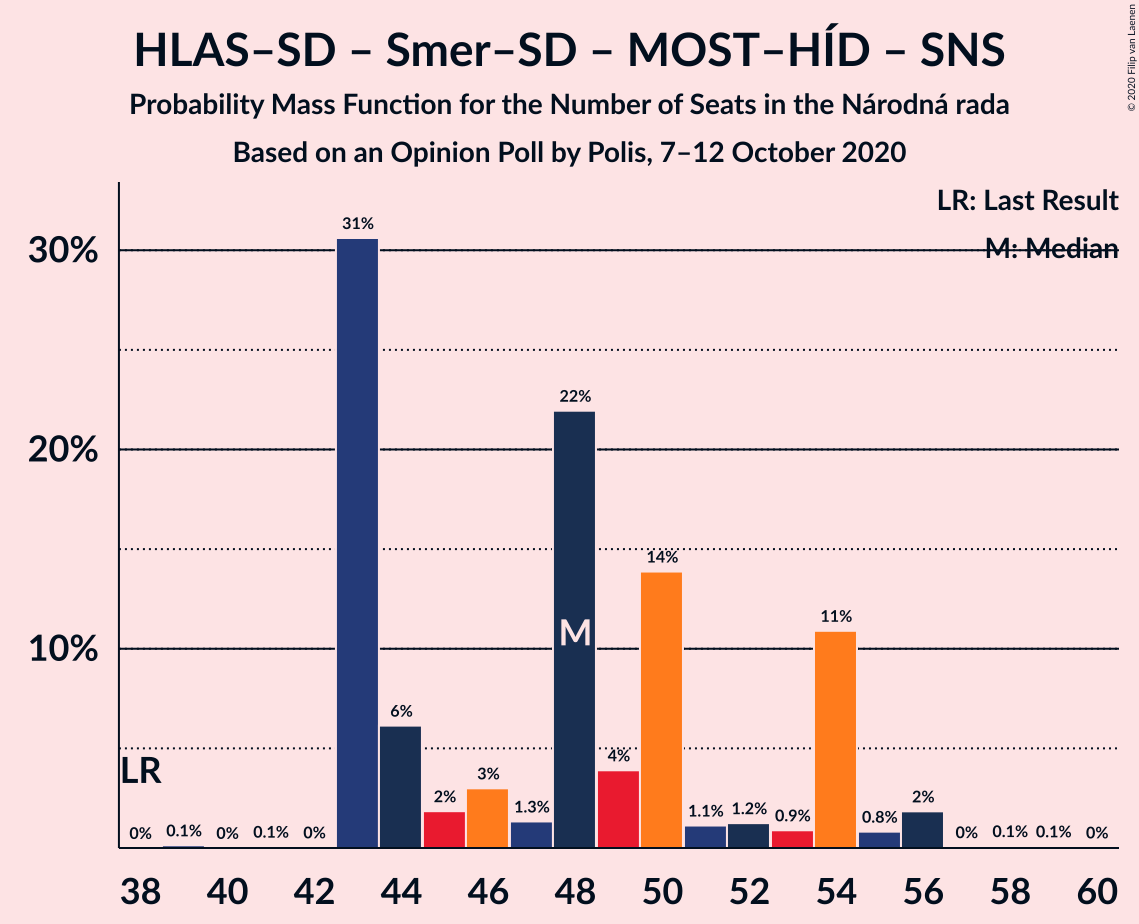 HLAS–SD – Smer–SD – MOST–HÍD – SNS
Probability Mass Function for the Number of Seats in the Národná rada
Based on an Opinion Poll by Polis, 7–12 October 2020
© 2020 Filip van Laenen
LR: Last Result
M: Median
30%
20%
10%
31%
22%
14%
11%
6%
4%
3%
2%
1.3%
1.1%
1.2%
0.9%
0.8%
2%
LR
M
0% 0.1% 0% 0.1% 0%
0% 0.1% 0.1% 0%
38 40 42 44 46 48 50 52 54 56 58 60